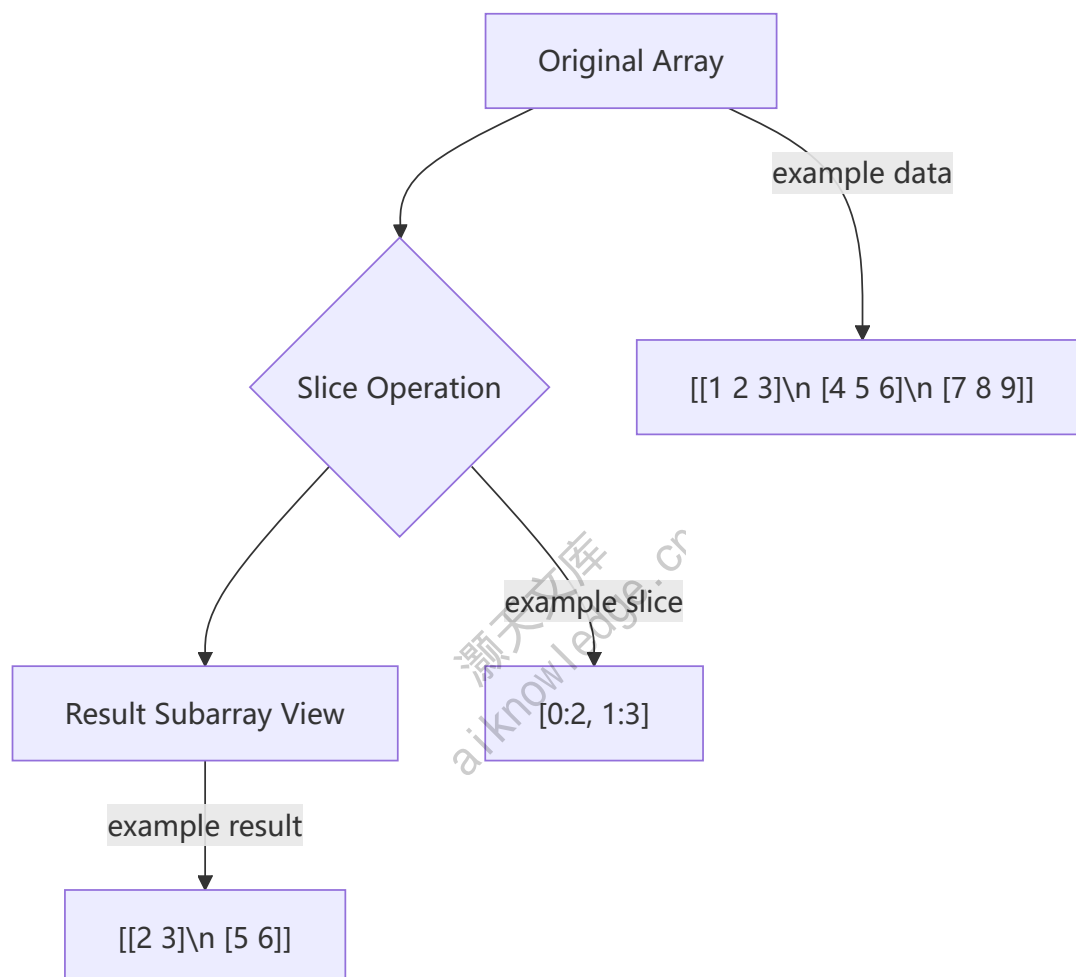 Original Array
example data
Slice Operation
[[1 2 3]\n [4 5 6]\n [7 8 9]]
example slice
Result Subarray View
[0:2, 1:3]
example result
[[2 3]\n [5 6]]
灏天文库
aiknowledge.cn